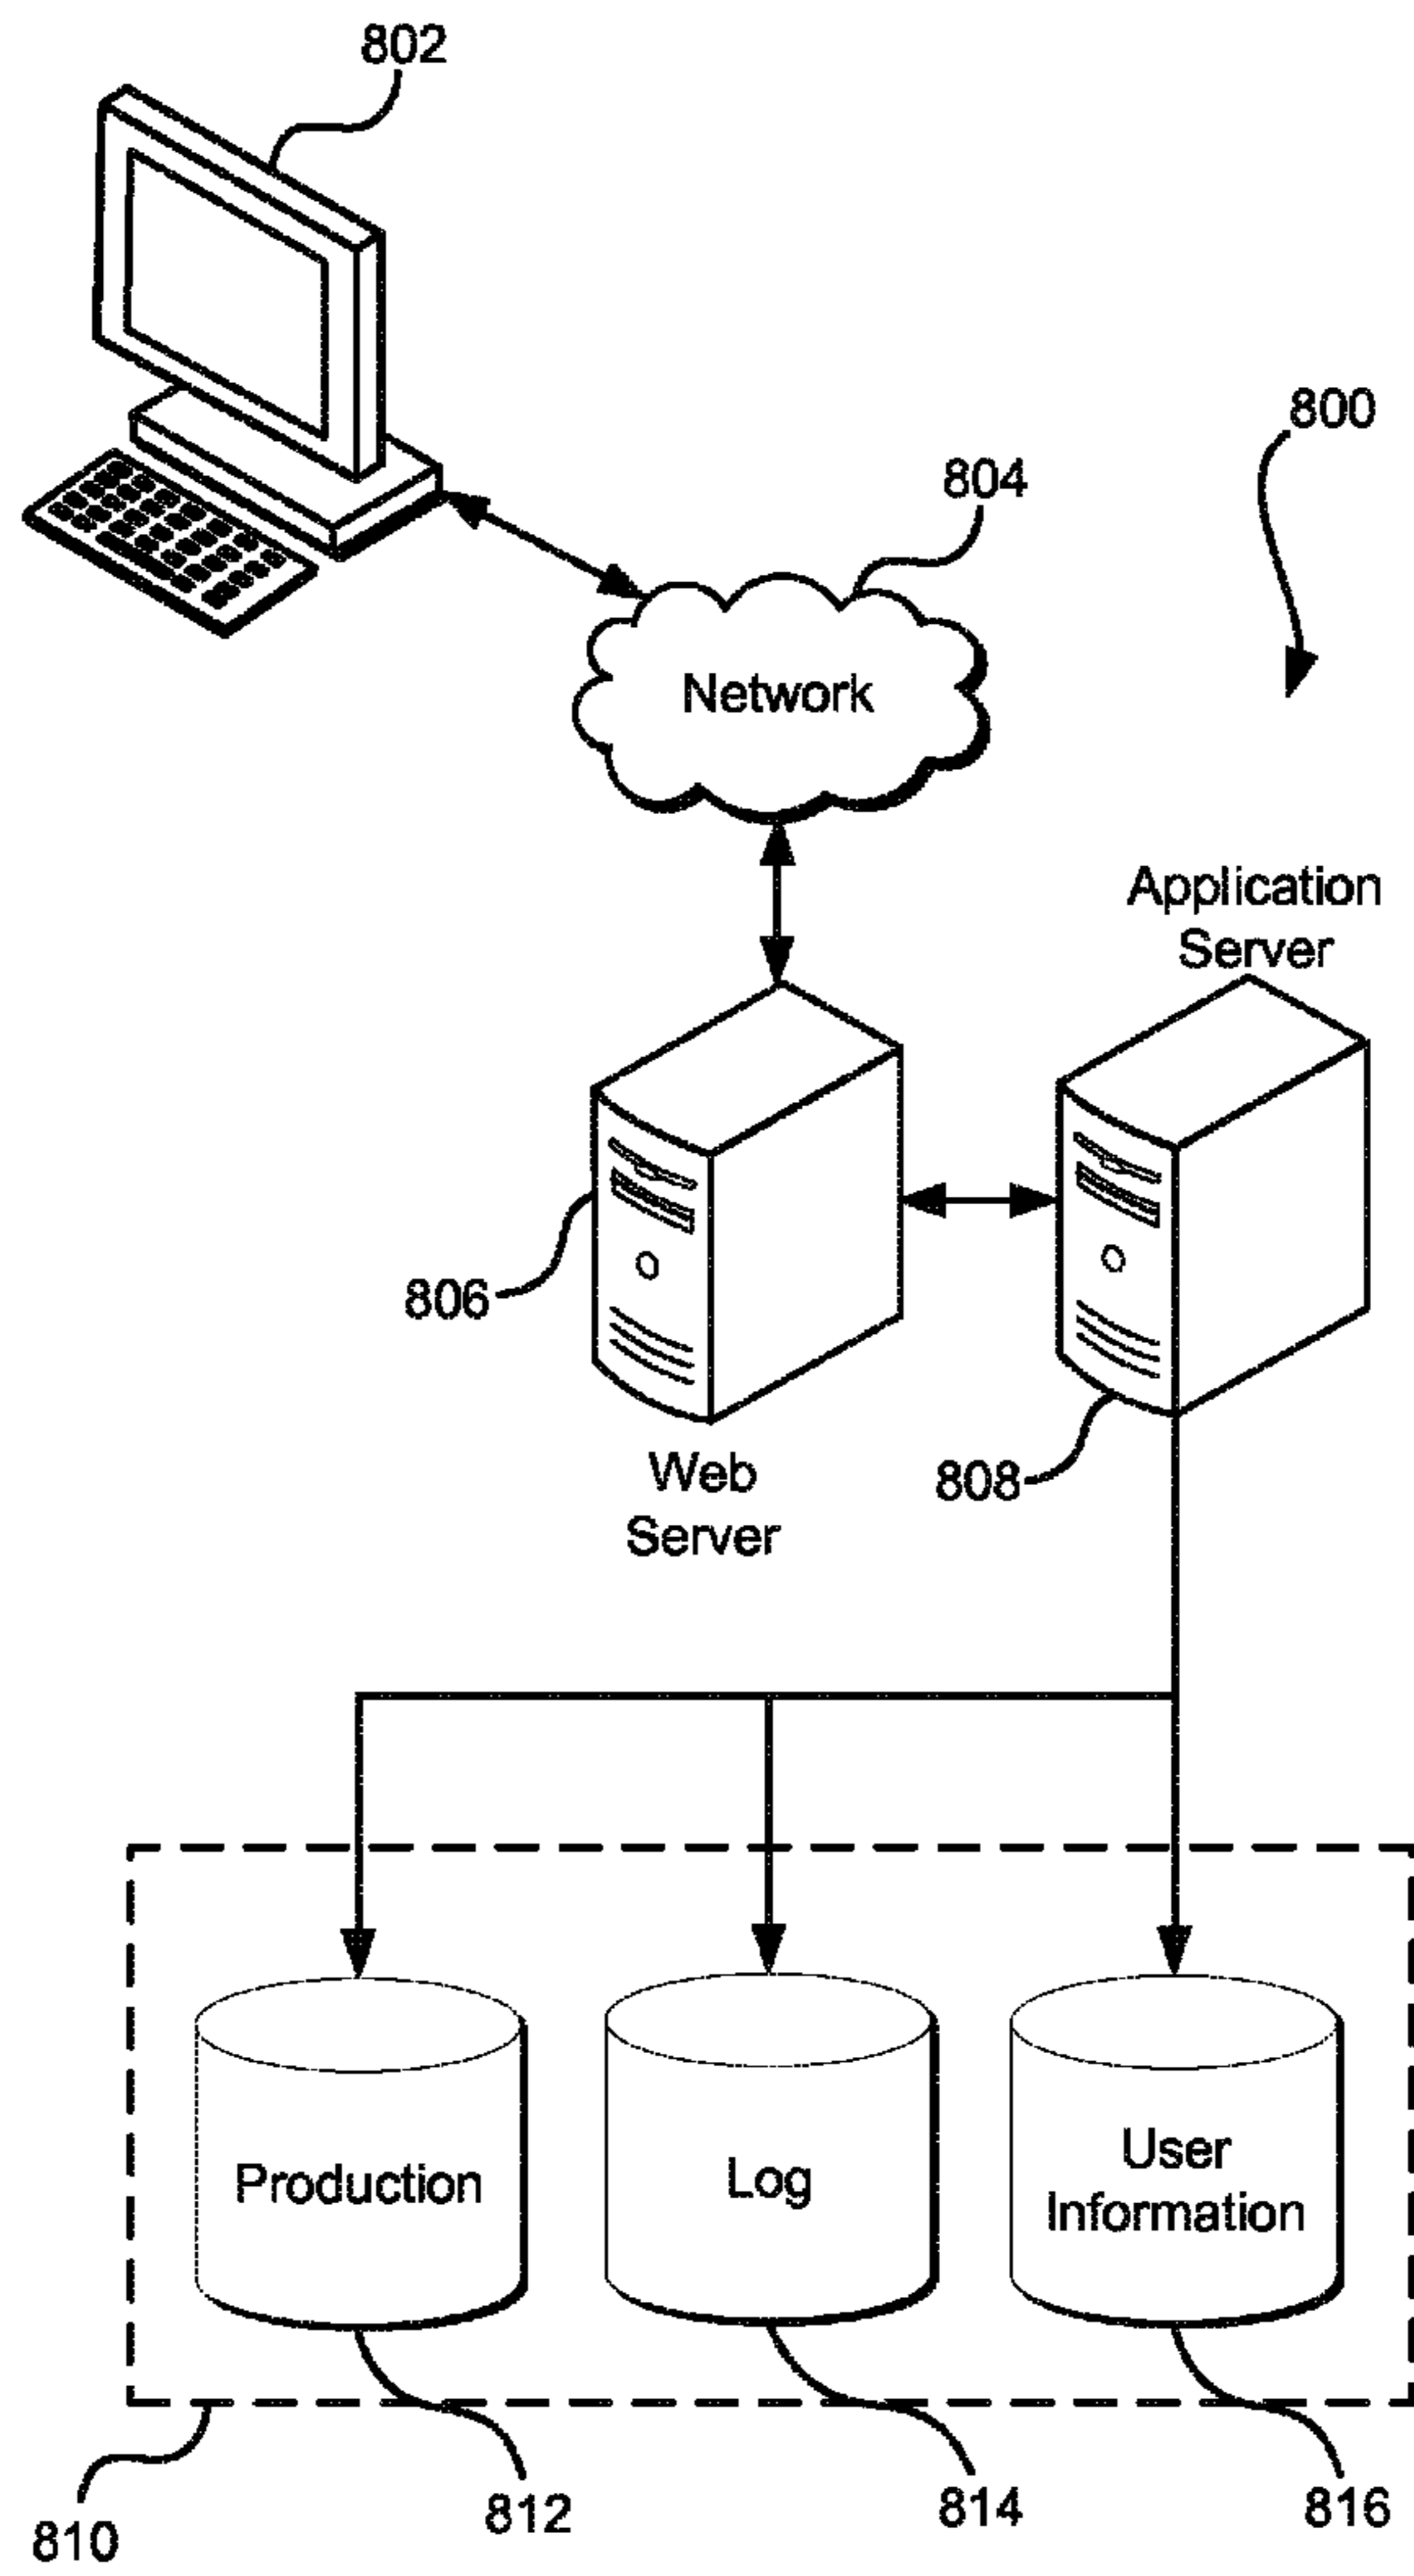 802
800
804
Network
Application
Server
806
808
Web
Server
Production
Log
User
Information
810
812
814
816